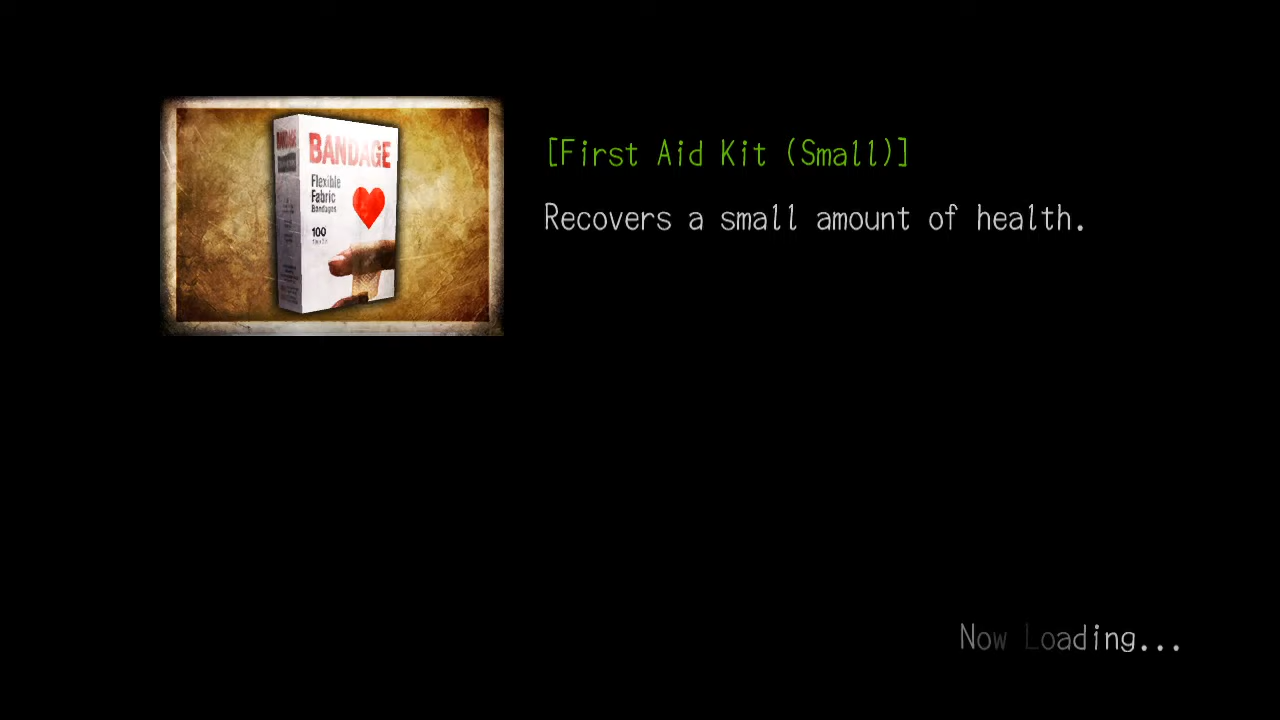 BANDAGE
Flexible
Fabric
Bandages
100
[First Aid Kit (Small)]
Recovers a small amount of health.
Now Loading...